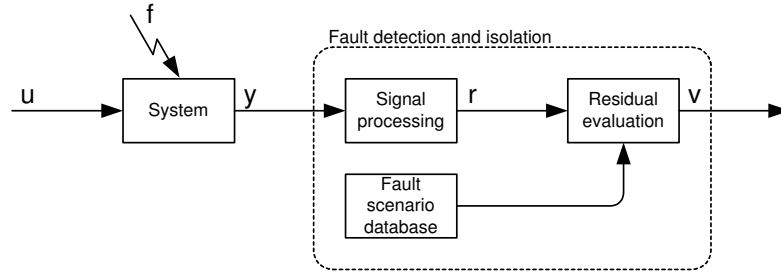 f
Fault detection and isolation
u
System
y
Signal
processing
r
Residual
evaluation
v
Fault
scenario
database